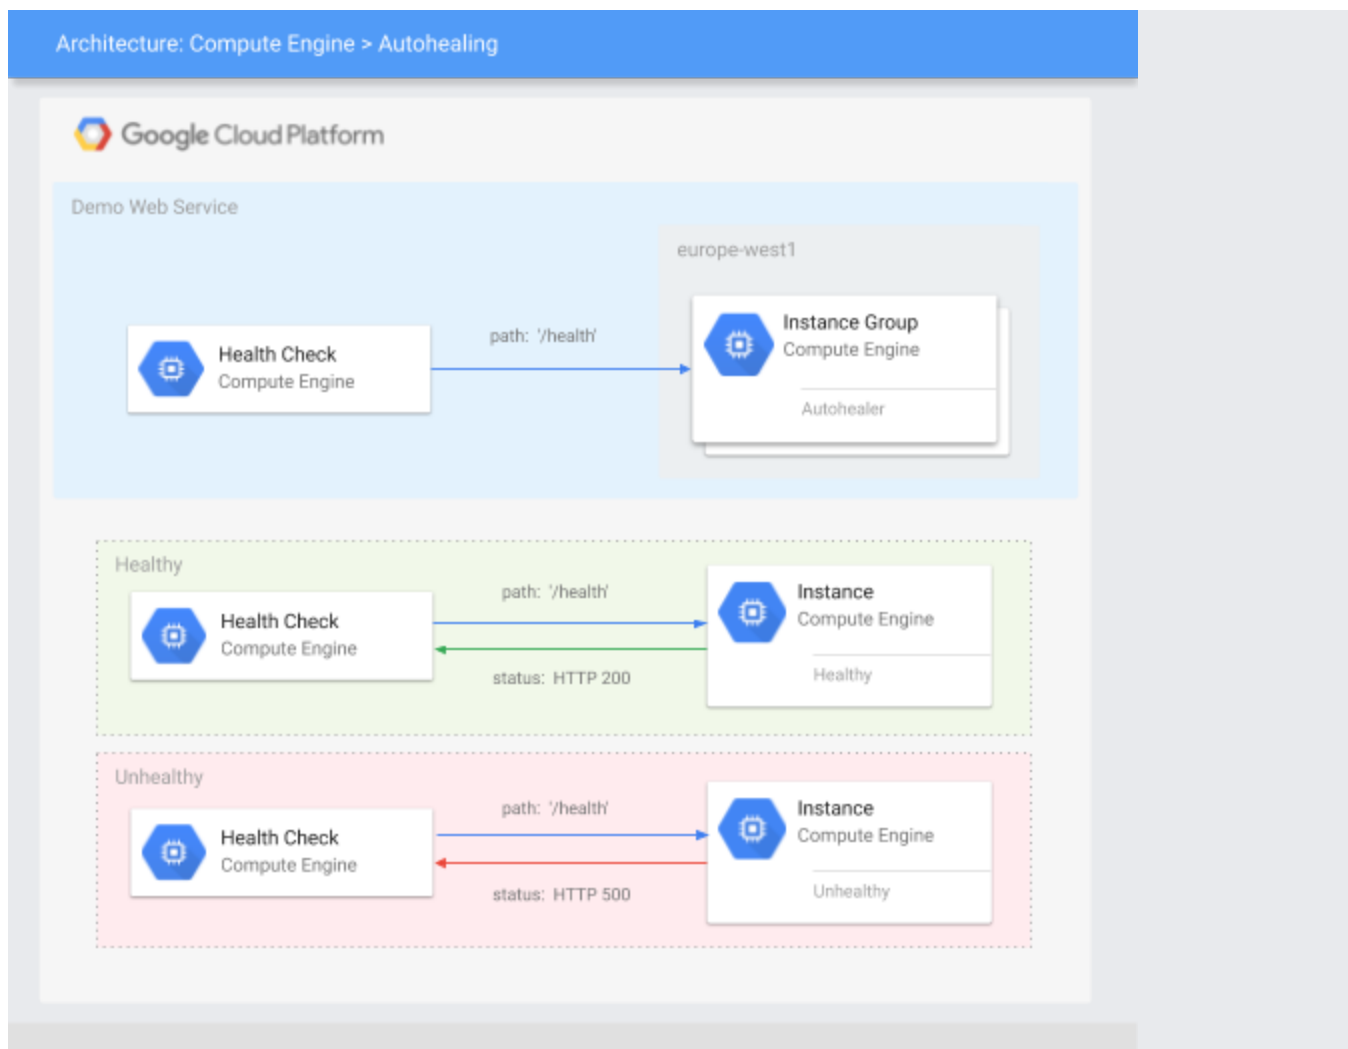 Architecture: Compute Engine > Autohealing
Google Cloud Platform
Demo Web Service
europe-west1
Health Check
Compute Engine
path: '/health'
Instance Group
Compute Engine
Autohealer
Healthy
Health Check
Compute Engine
path: '/health'
status: HTTP 200
Instance
Compute Engine
Healthy
Unhealthy
Health Check
Compute Engine
path: '/health'
status: HTTP 500
Instance
Compute Engine
Unhealthy